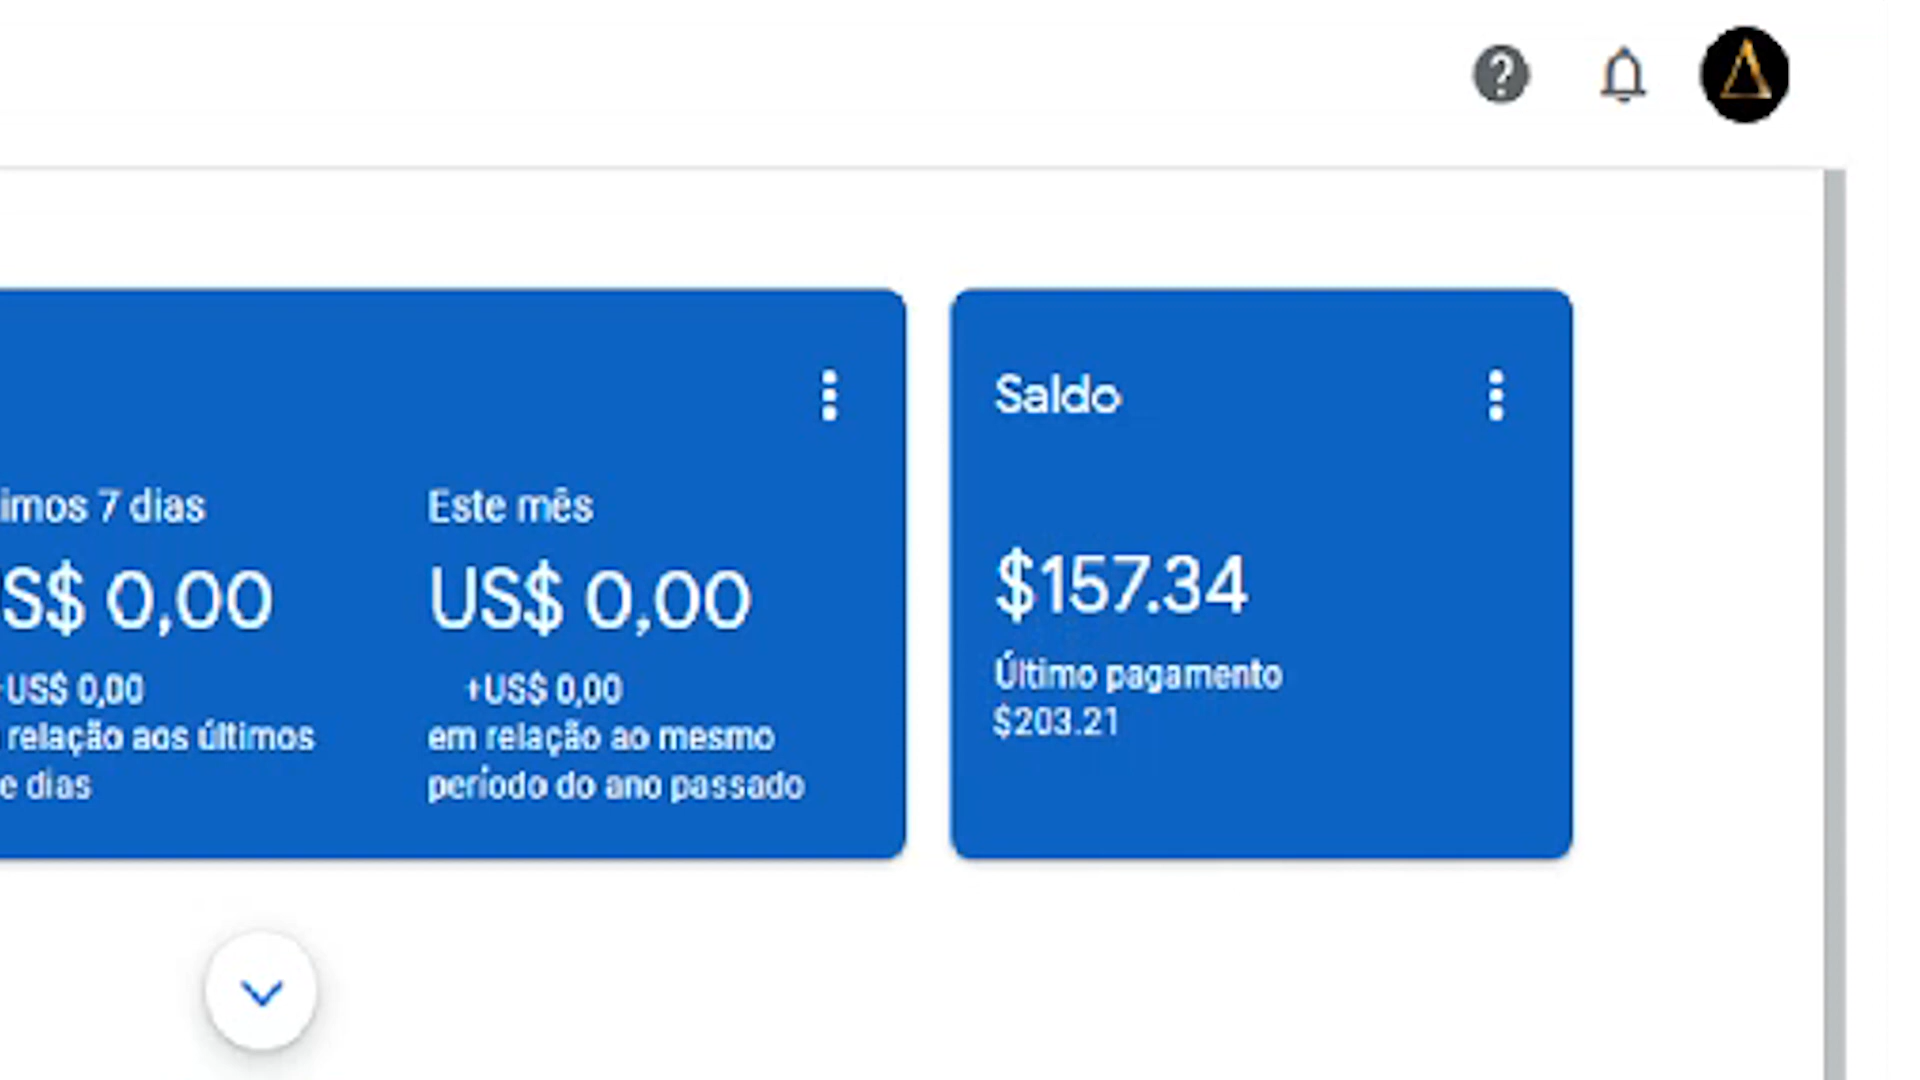 imos 7 dias
S$ 0,00
+US$ 0,00
relação aos últimos
e dias
Este mês
US$ 0,00
+US$ 0,00
em relação ao mesmo
período do ano passado
Saldo
$157.34
Último pagamento
$203.21